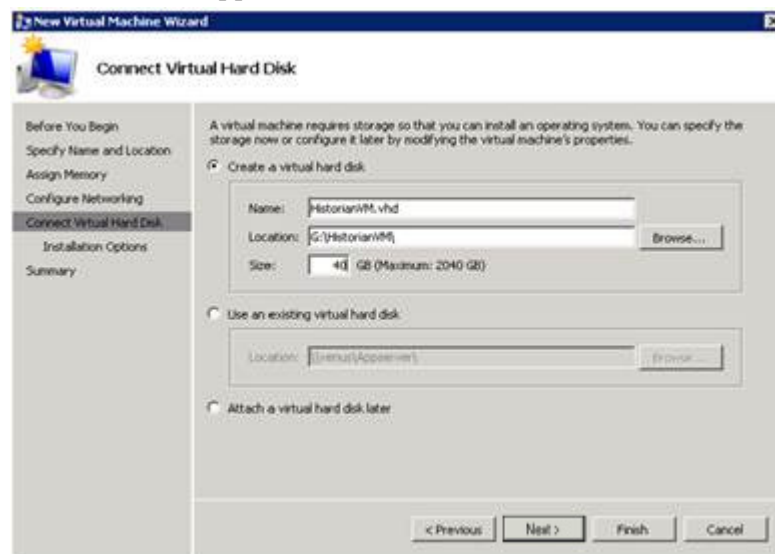 New Virtual Machine Wizard
Connect Virtual Hard Disk
Before You Begin
Specify Name and Location
Assign Memory
Configure Networking
Connect Virtual Hard Disk
Installation Options
Summary
A virtual machine requires storage so that you can install an operating system. You can specify the
storage now or configure it later by modifying the virtual machine's properties.
Create a virtual hard disk
Name: HistorianVM.vhd
Location: G:\HistorianVM\ Browse...
Size: 40 GB (Maximum: 2040 GB)
Use an existing virtual hard disk
Location: \\venus\Appserver\ Browse...
Attach a virtual hard disk later
< Previous Next > Finish Cancel